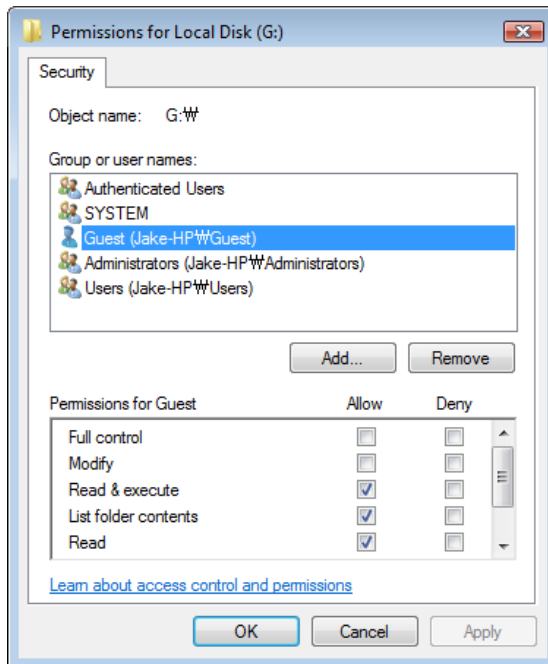 Permissions for Local Disk (G:)
Security
Object name: G:₩
Group or user names:
Authenticated Users
SYSTEM
Guest (Jake-HP₩Guest)
Administrators (Jake-HP₩Administrators)
Users (Jake-HP₩Users)
Add... Remove
Permissions for Guest Allow Deny
Full control
Modify
Read & execute
List folder contents
Read
Learn about access control and permissions
OK Cancel Apply